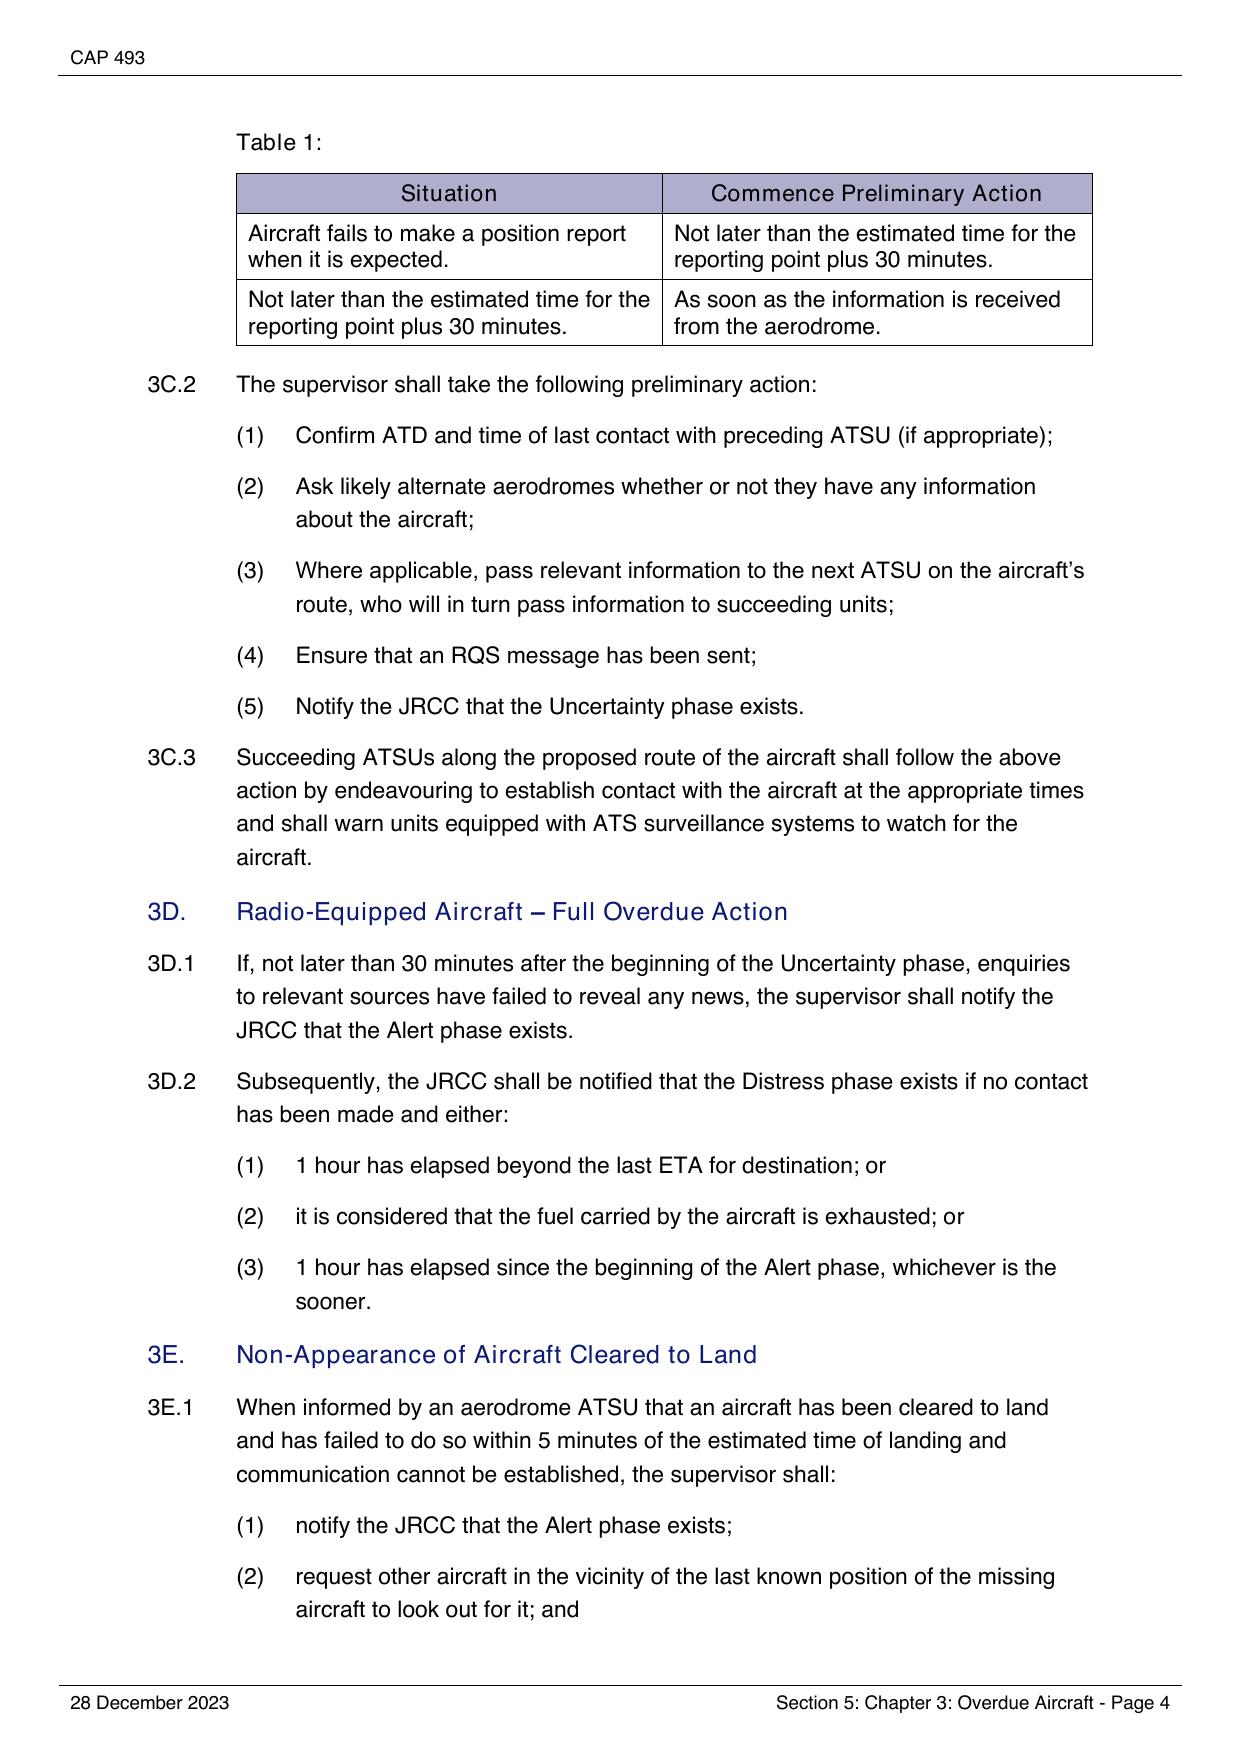 CAP 493
Table 1:
Situation
Commence Preliminary Action
Aircraft fails to make a position report
when it is expected.
Not later than the estimated time for the
reporting point plus 30 minutes.
Not later than the estimated time for the
reporting point plus 30 minutes.
As soon as the information is received
from the aerodrome.
3C.2 The supervisor shall take the following preliminary action:
(1) Confirm ATD and time of last contact with preceding ATSU (if appropriate);
(2) Ask likely alternate aerodromes whether or not they have any information
about the aircraft;
(3) Where applicable, pass relevant information to the next ATSU on the aircraft’s
route, who will in turn pass information to succeeding units;
(4) Ensure that an RQS message has been sent;
(5) Notify the JRCC that the Uncertainty phase exists.
3C.3 Succeeding ATSUs along the proposed route of the aircraft shall follow the above
action by endeavouring to establish contact with the aircraft at the appropriate times
and shall warn units equipped with ATS surveillance systems to watch for the
aircraft.
3D. Radio-Equipped Aircraft – Full Overdue Action
3D.1 If, not later than 30 minutes after the beginning of the Uncertainty phase, enquiries
to relevant sources have failed to reveal any news, the supervisor shall notify the
JRCC that the Alert phase exists.
3D.2 Subsequently, the JRCC shall be notified that the Distress phase exists if no contact
has been made and either:
(1) 1 hour has elapsed beyond the last ETA for destination; or
(2) it is considered that the fuel carried by the aircraft is exhausted; or
(3) 1 hour has elapsed since the beginning of the Alert phase, whichever is the
sooner.
3E. Non-Appearance of Aircraft Cleared to Land
3E.1 When informed by an aerodrome ATSU that an aircraft has been cleared to land
and has failed to do so within 5 minutes of the estimated time of landing and
communication cannot be established, the supervisor shall:
(1) notify the JRCC that the Alert phase exists;
(2) request other aircraft in the vicinity of the last known position of the missing
aircraft to look out for it; and
28 December 2023 Section 5: Chapter 3: Overdue Aircraft - Page 4